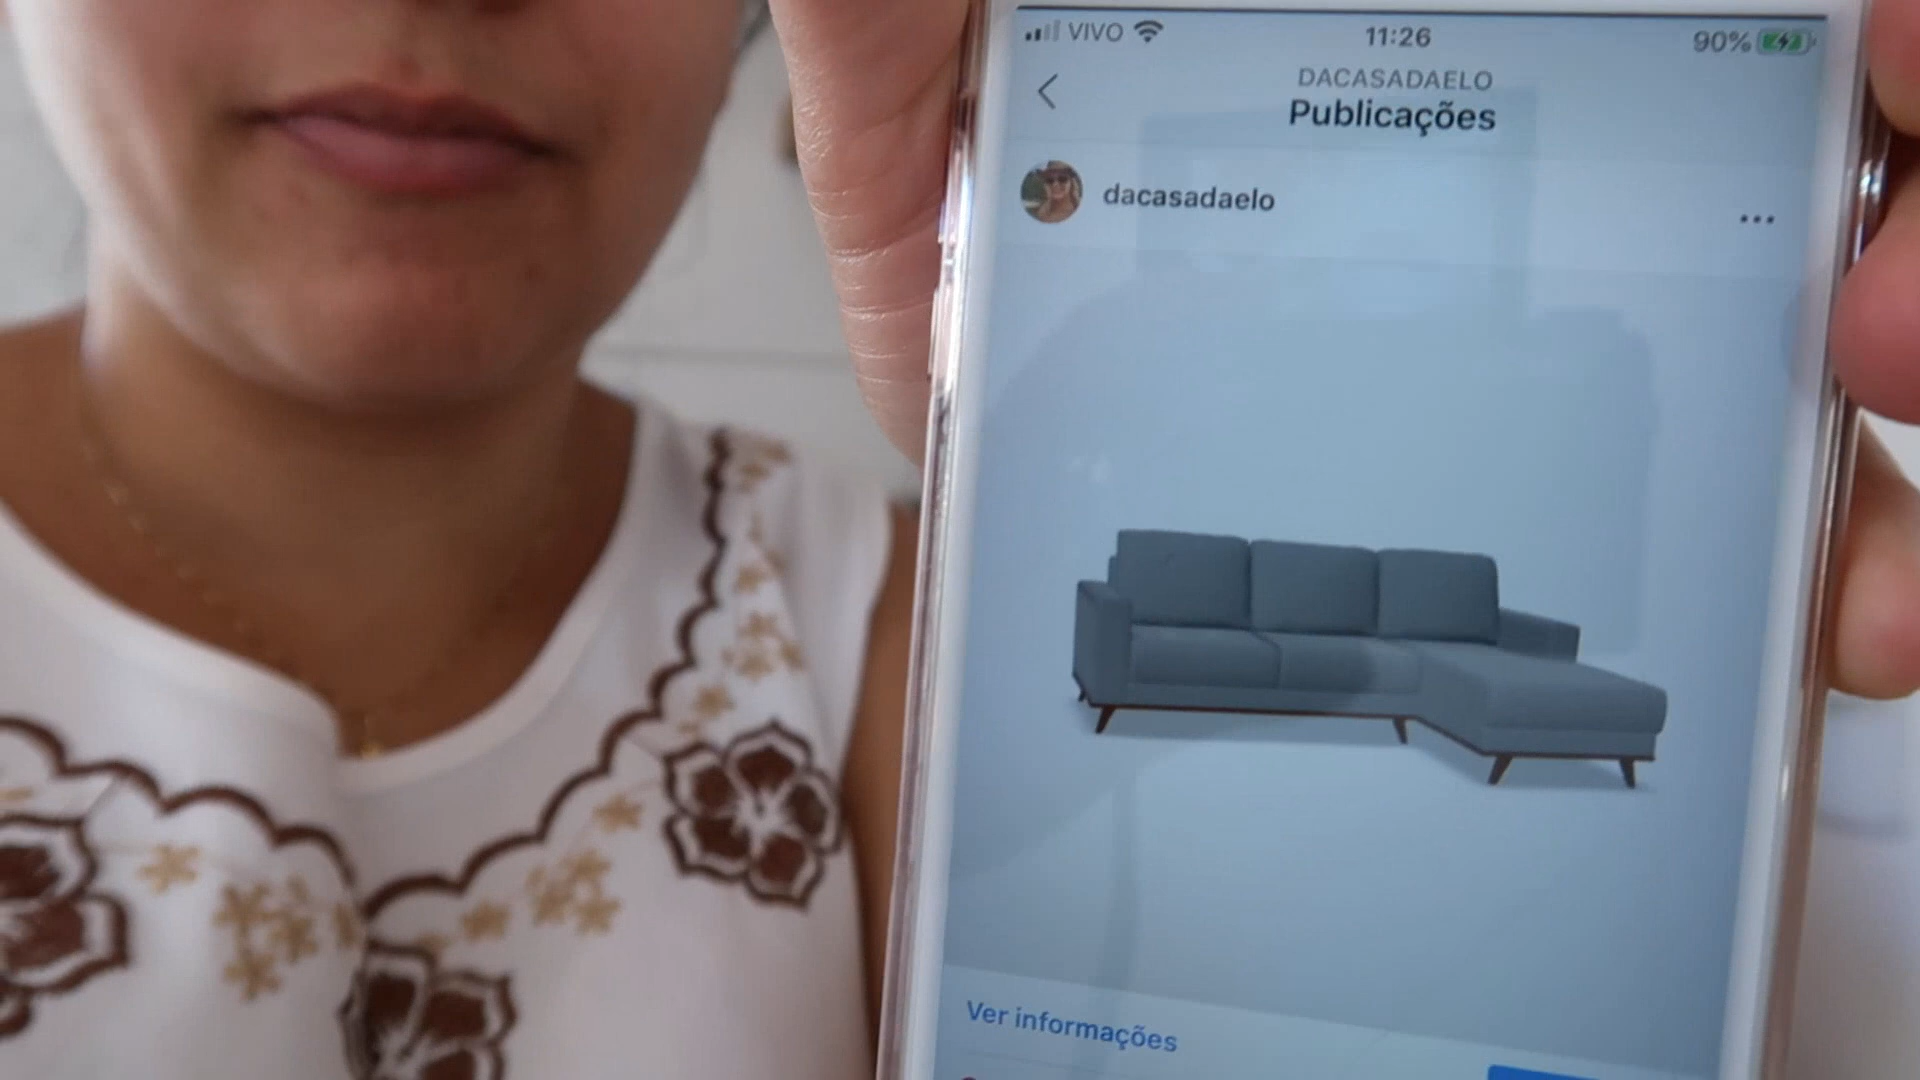 VIVO 11:26 90%
DACASADAELO
Publicações
dacasadaelo
Ver informações